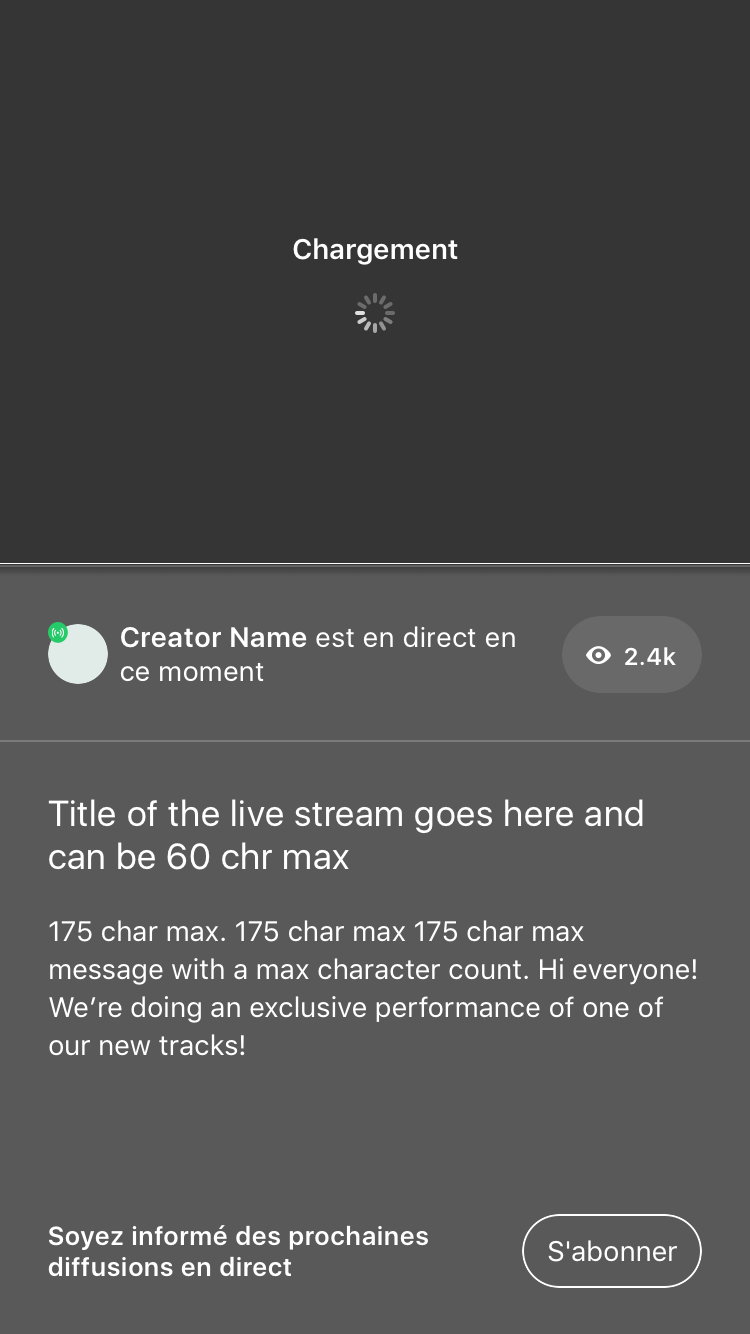 Chargement
Creator Name est en direct en
ce moment
2.4k
Title of the live stream goes here and
can be 60 chr max
175 char max. 175 char max 175 char max
message with a max character count. Hi everyone!
We’re doing an exclusive performance of one of
our new tracks!
Soyez informé des prochaines
diffusions en direct
S'abonner